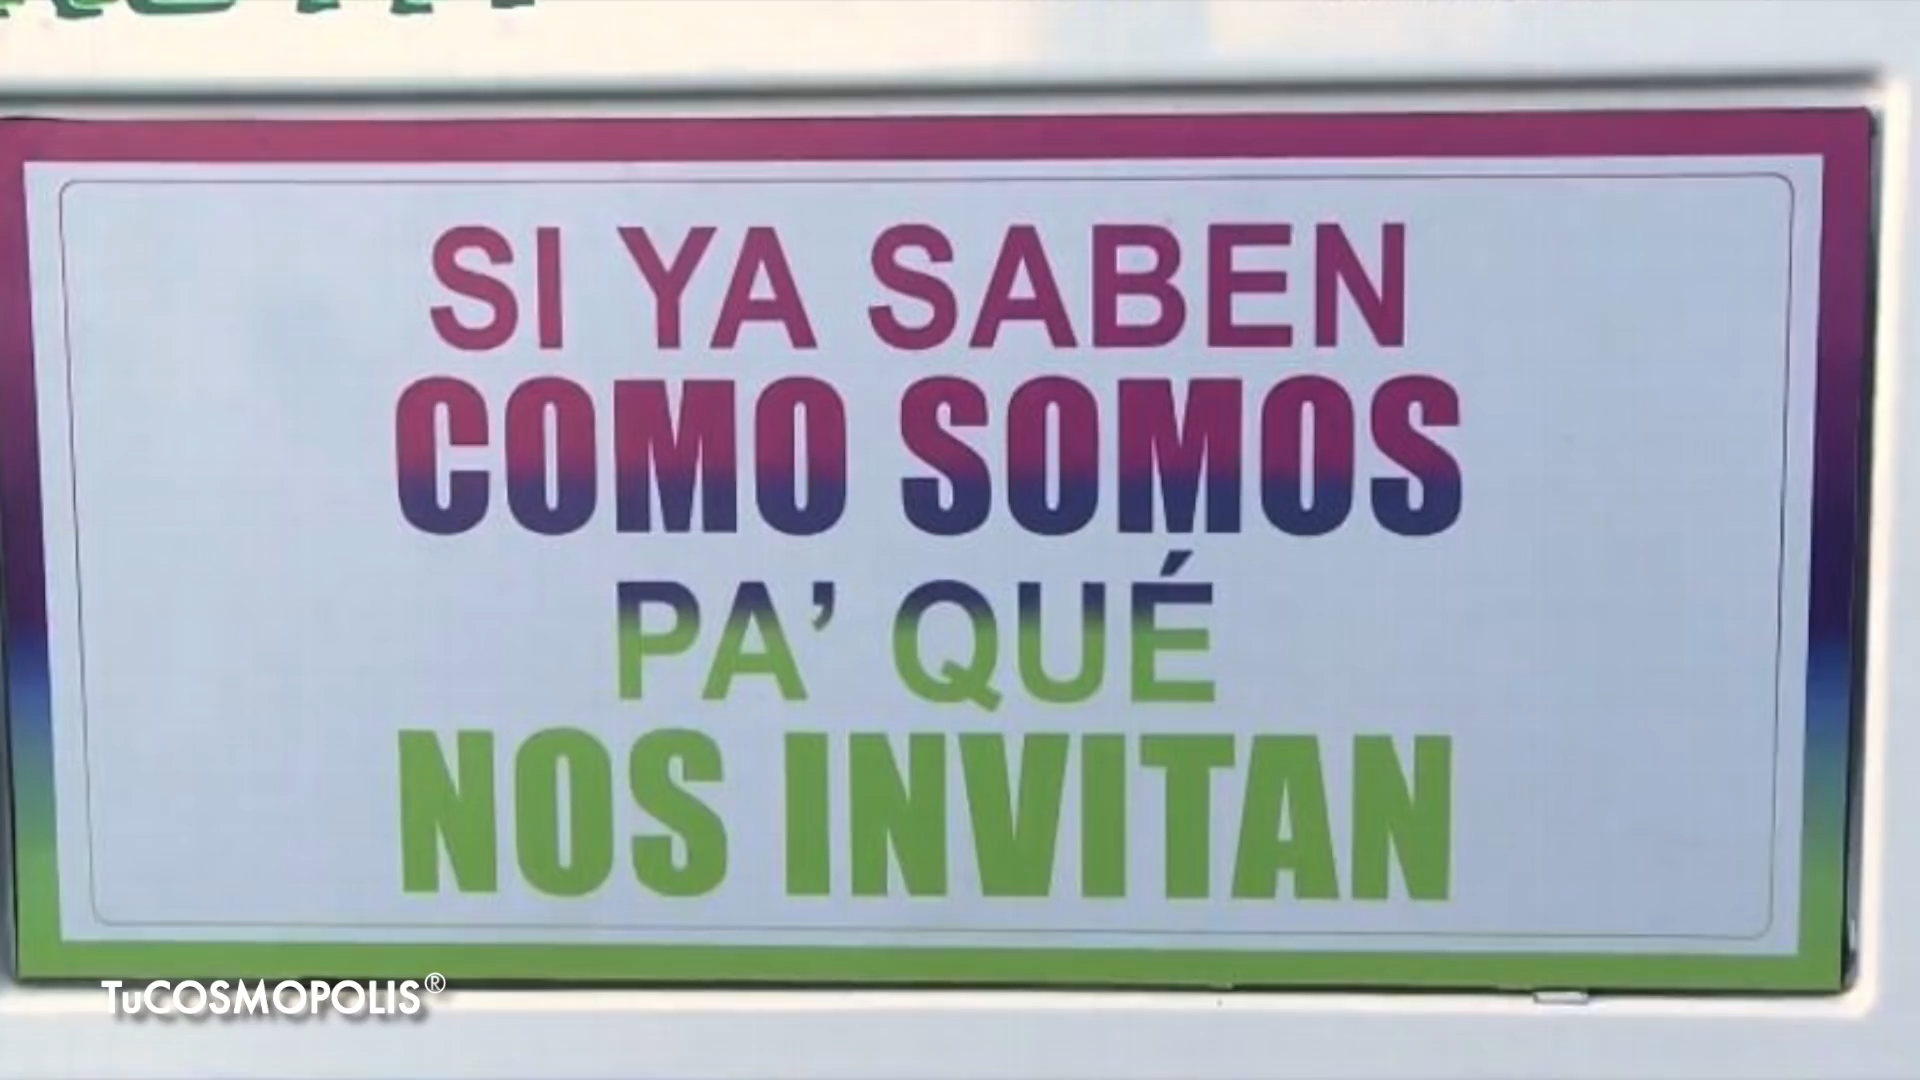 SI YA SABEN
COMO SOMOS
PA' QUÉ
NOS INVITAN
TuCOSMOPOLIS®